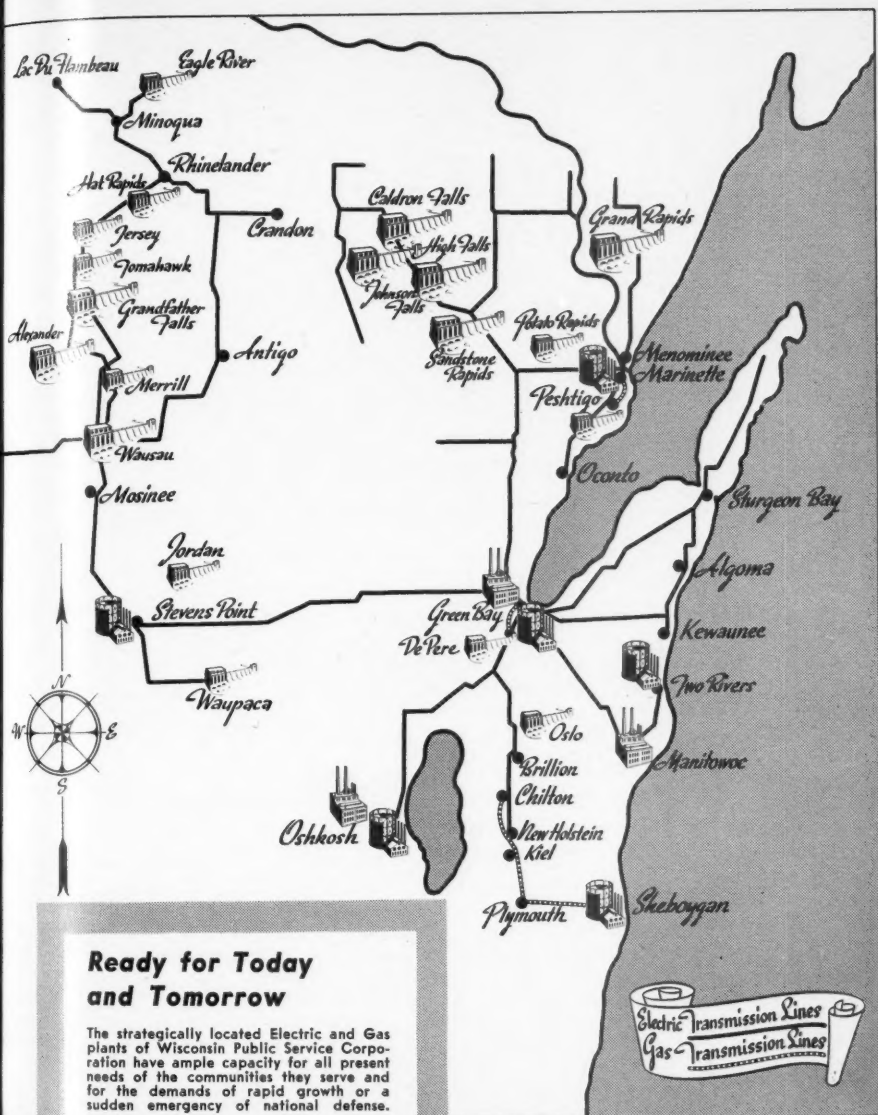 Lac Du Flambeau
Eagle River
Minoqua
Rhinelander
Hat Rapids
Crandon
Caldron Falls
Grand Rapids
Jersey
High Falls
Tomahawk
Johnson
Falls
Grandfather
Falls
Alexander
Antigo
Sandstone
Rapids
Potato Rapids
Menominee
Marinette
Merrill
Peshtigo
Wausau
Oconto
Mosinee
Sturgeon Bay
Jordan
Algoma
Stevens Point
Green Bay
Kewaunee
De Pere
Two Rivers
Waupaca
N
W
E
S
Oslo
Manitowoc
Brillion
Chilton
Oshkosh
New Holstein
Kiel
Plymouth
Sheboygan
Ready for Today
and Tomorrow
The strategically located Electric and Gas
plants of Wisconsin Public Service Corpo-
ration have ample capacity for all present
needs of the communities they serve and
for the demands of rapid growth or a
sudden emergency of national defense.
Electric Transmission Lines
Gas Transmission Lines